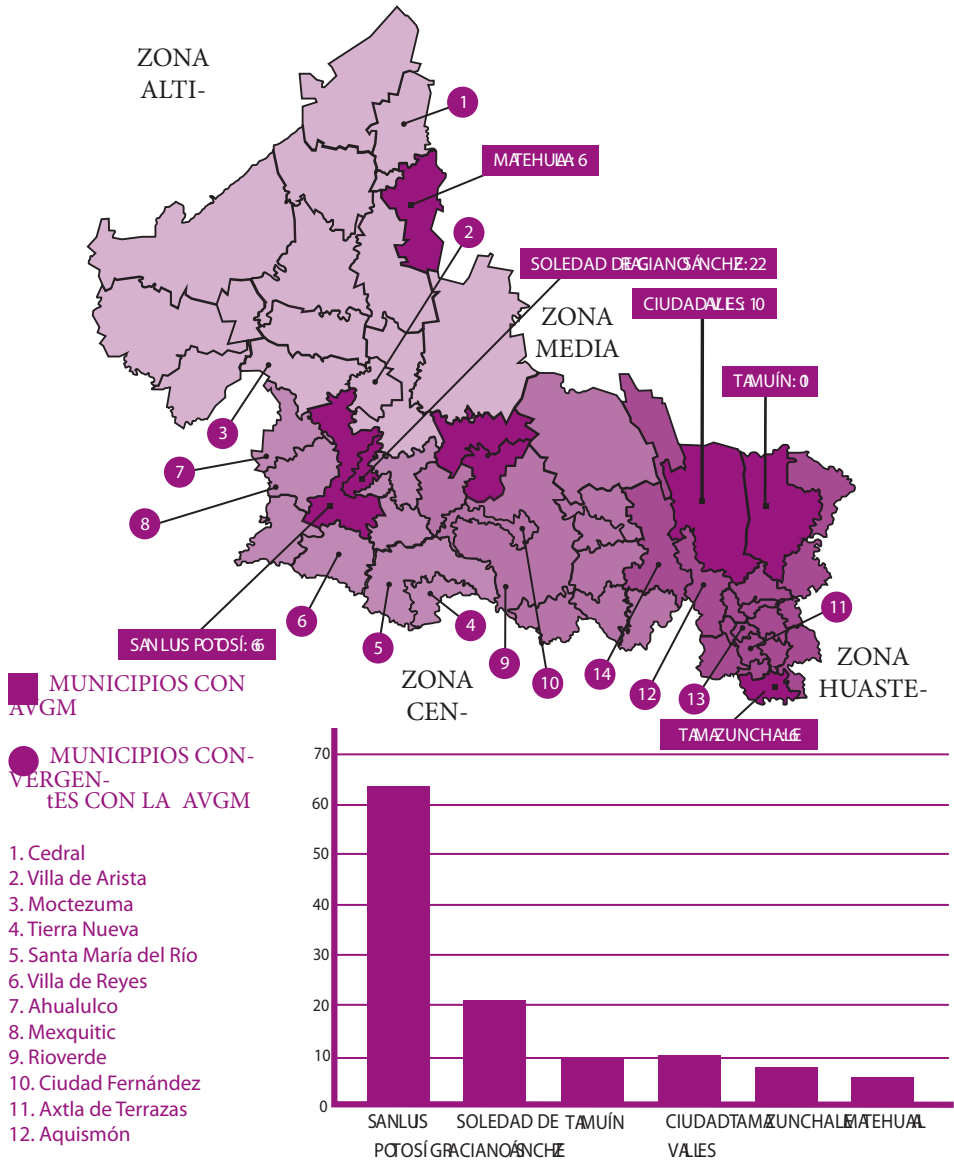 ZONA
ALTI-
1
MATEHULA: 6
2
SOLEDAD DE GRACIANO SÁNCHEZ: 22
CIUDAD VALLES: 10
ZONA
MEDIA
TAMUÍN: 10
3
7
8
6
5
4
9
10
14
12
13
11
SAN LUIS POTOSÍ: 66
ZONA
CEN-
ZONA
HUASTE-
TAMAZUNCHALE: 6
MUNICIPIOS CON
AVGM
MUNICIPIOS CON-
VERGEN-
tES CON LA AVGM
1. Cedral
2. Villa de Arista
3. Moctezuma
4. Tierra Nueva
5. Santa María del Río
6. Villa de Reyes
7. Ahualulco
8. Mexquitic
9. Rioverde
10. Ciudad Fernández
11. Axtla de Terrazas
12. Aquismón
70
60
50
40
30
20
10
0
SAN LUIS
POTOSÍ
SOLEDAD DE
GRACIANO SÁNCHEZ
TAMUÍN
CIUDAD
VALLES
TAMAZUNCHALE
MATEHUALA